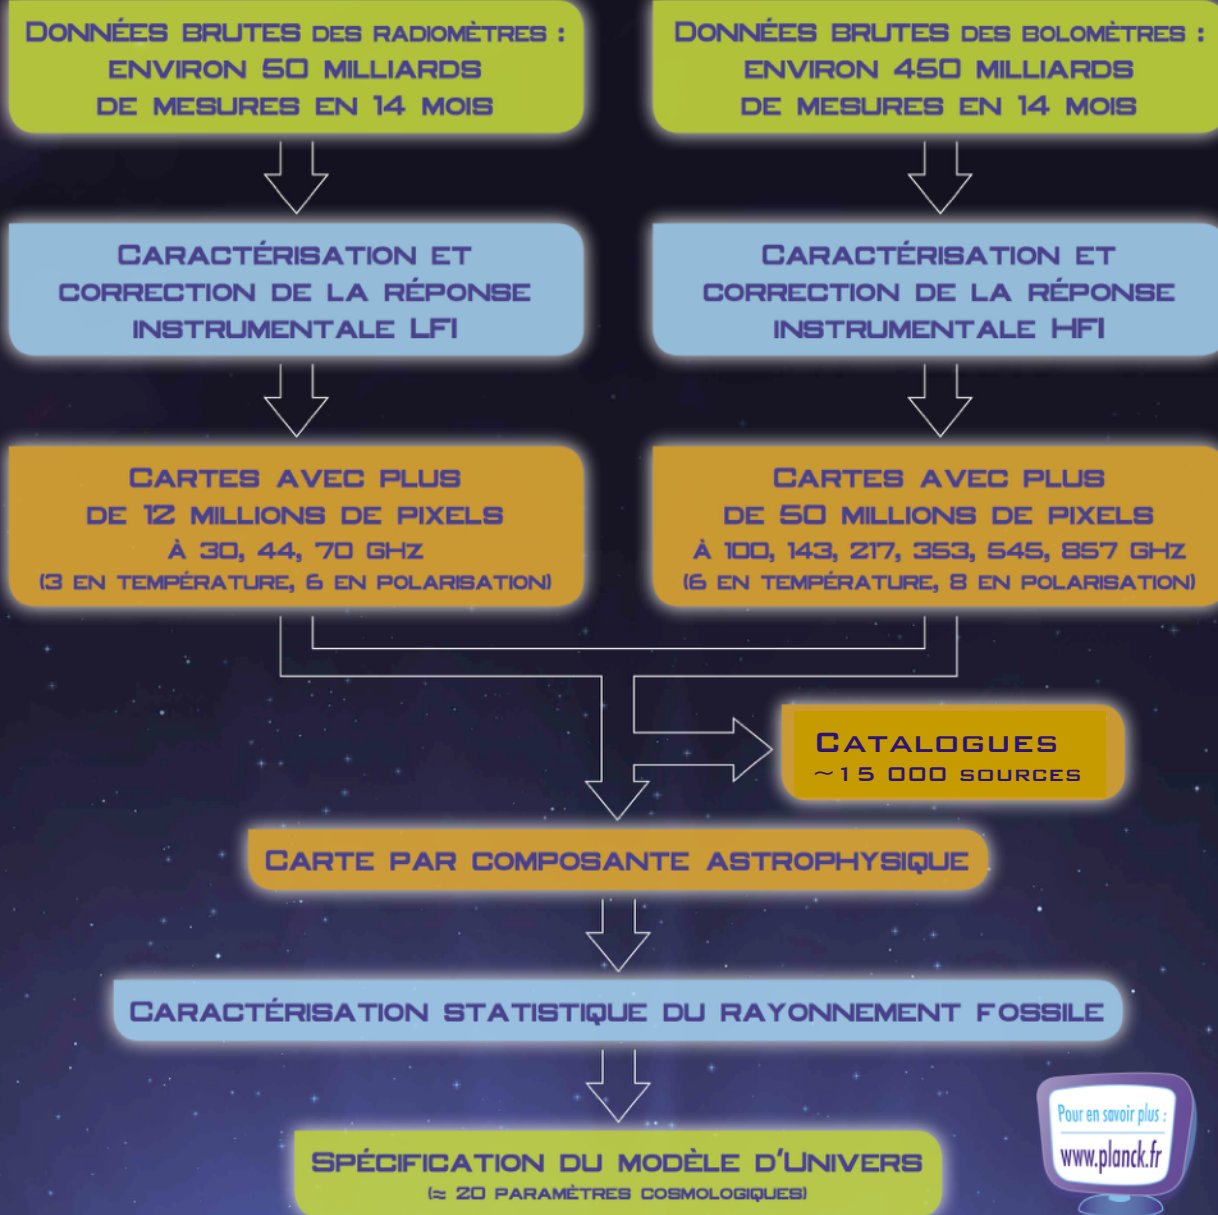 DONNÉES BRUTES DES RADIOMÈTRES :
ENVIRON 50 MILLIARDS
DE MESURES EN 14 MOIS
DONNÉES BRUTES DES BOLOMÈTRES :
ENVIRON 450 MILLIARDS
DE MESURES EN 14 MOIS
CARACTÉRISATION ET
CORRECTION DE LA RÉPONSE
INSTRUMENTALE LFI
CARACTÉRISATION ET
CORRECTION DE LA RÉPONSE
INSTRUMENTALE HFI
CARTES AVEC PLUS
DE 12 MILLIONS DE PIXELS
À 30, 44, 70 GHZ
(3 EN TEMPÉRATURE, 6 EN POLARISATION)
CARTES AVEC PLUS
DE 50 MILLIONS DE PIXELS
À 100, 143, 217, 353, 545, 857 GHZ
(6 EN TEMPÉRATURE, 8 EN POLARISATION)
CATALOGUES
~15 000 SOURCES
CARTE PAR COMPOSANTE ASTROPHYSIQUE
CARACTÉRISATION STATISTIQUE DU RAYONNEMENT FOSSILE
SPÉCIFICATION DU MODÈLE D'UNIVERS
(≈ 20 PARAMÈTRES COSMOLOGIQUES)
Pour en savoir plus :
www.planck.fr